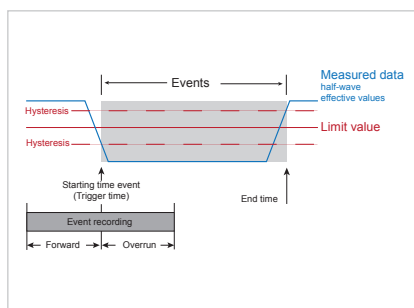 Events
Measured data
half-wave
effective values
Hysteresis
Limit value
Hysteresis
Starting time event
(Trigger time)
End time
Event recording
Forward
Overrun